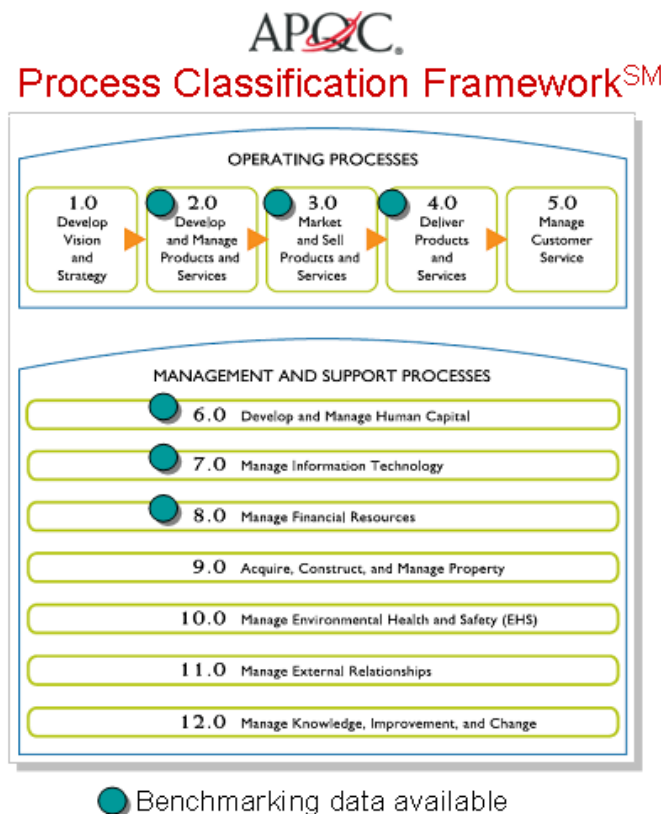 APQC.
Process Classification Framework℠
OPERATING PROCESSES
1.0
Develop
Vision
and
Strategy
2.0
Develop
and Manage
Products and
Services
3.0
Market
and Sell
Products and
Services
4.0
Deliver
Products
and
Services
5.0
Manage
Customer
Service
MANAGEMENT AND SUPPORT PROCESSES
6.0 Develop and Manage Human Capital
7.0 Manage Information Technology
8.0 Manage Financial Resources
9.0 Acquire, Construct, and Manage Property
10.0 Manage Environmental Health and Safety (EHS)
11.0 Manage External Relationships
12.0 Manage Knowledge, Improvement, and Change
Benchmarking data available